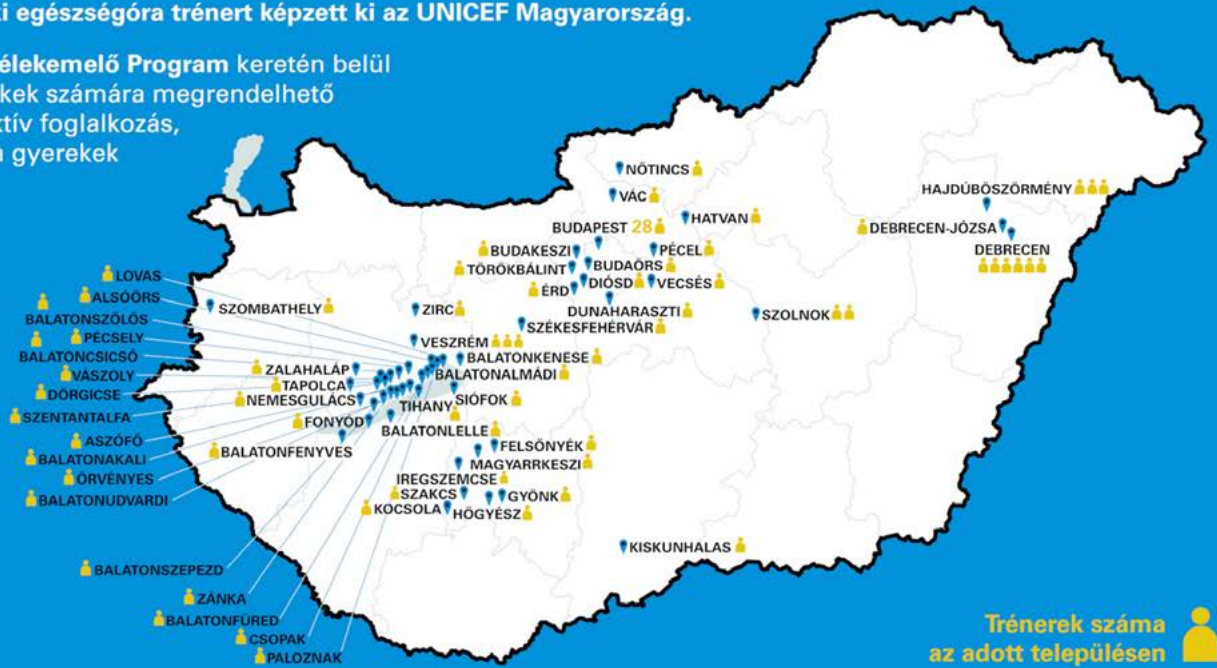 ki egészségóra trénert képzett ki az UNICEF Magyarország.
élekemelő Program keretén belül
kek számára megrendelhető
ktív foglalkozás,
gyerekek
NŐTINCS
VÁC
HATVAN
BUDAPEST 28
HAJDÚBÖSZÖRMÉNY
DEBRECEN-JÓZSA
DEBRECEN
BUDAKESZI
PÉCEL
TÖRÖKBÁLINT
BUDAÖRS
ÉRD
DIÓSD
VECSÉS
DUNAHARASZTI
SZOLNOK
SZÉKESFEHÉRVÁR
LOVAS
ALSÓÖRS
SZOMBATHELY
ZIRC
BALATONSZŐLŐS
PÉCSELY
VESZRÉM
BALATONCSICSÓ
BALATONKENESE
VÁSZOLY
ZALAHALÁP
BALATONALMÁDI
DÖRGICSE
TAPOLCA
NEMESGULÁCS
TIHANY
SIÓFOK
SZENTANTALFA
FONYÓD
BALATONLELLE
ASZÓFŐ
BALATONFENYVES
FELSŐNYÉK
BALATONAKALI
MAGYARRKESZI
ÖRVÉNYES
IREGSZEMCSE
BALATONUDVARDI
SZAKCS
GYÖNK
KOCSOLA
HŐGYÉSZ
KISKUNHALAS
BALATONSZEPEZD
ZÁNKA
BALATONFÜRED
CSOPAK
PALOZNAK
Trénerek száma
az adott településen